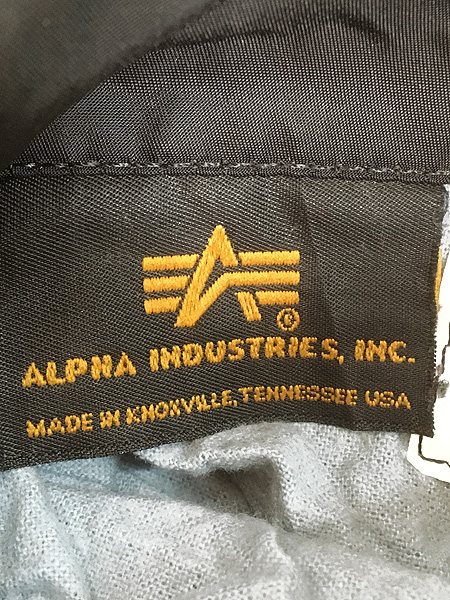 ®
ALPHA INDUSTRIES, INC.
MADE IN KNOXVILLE, TENNESSEE USA